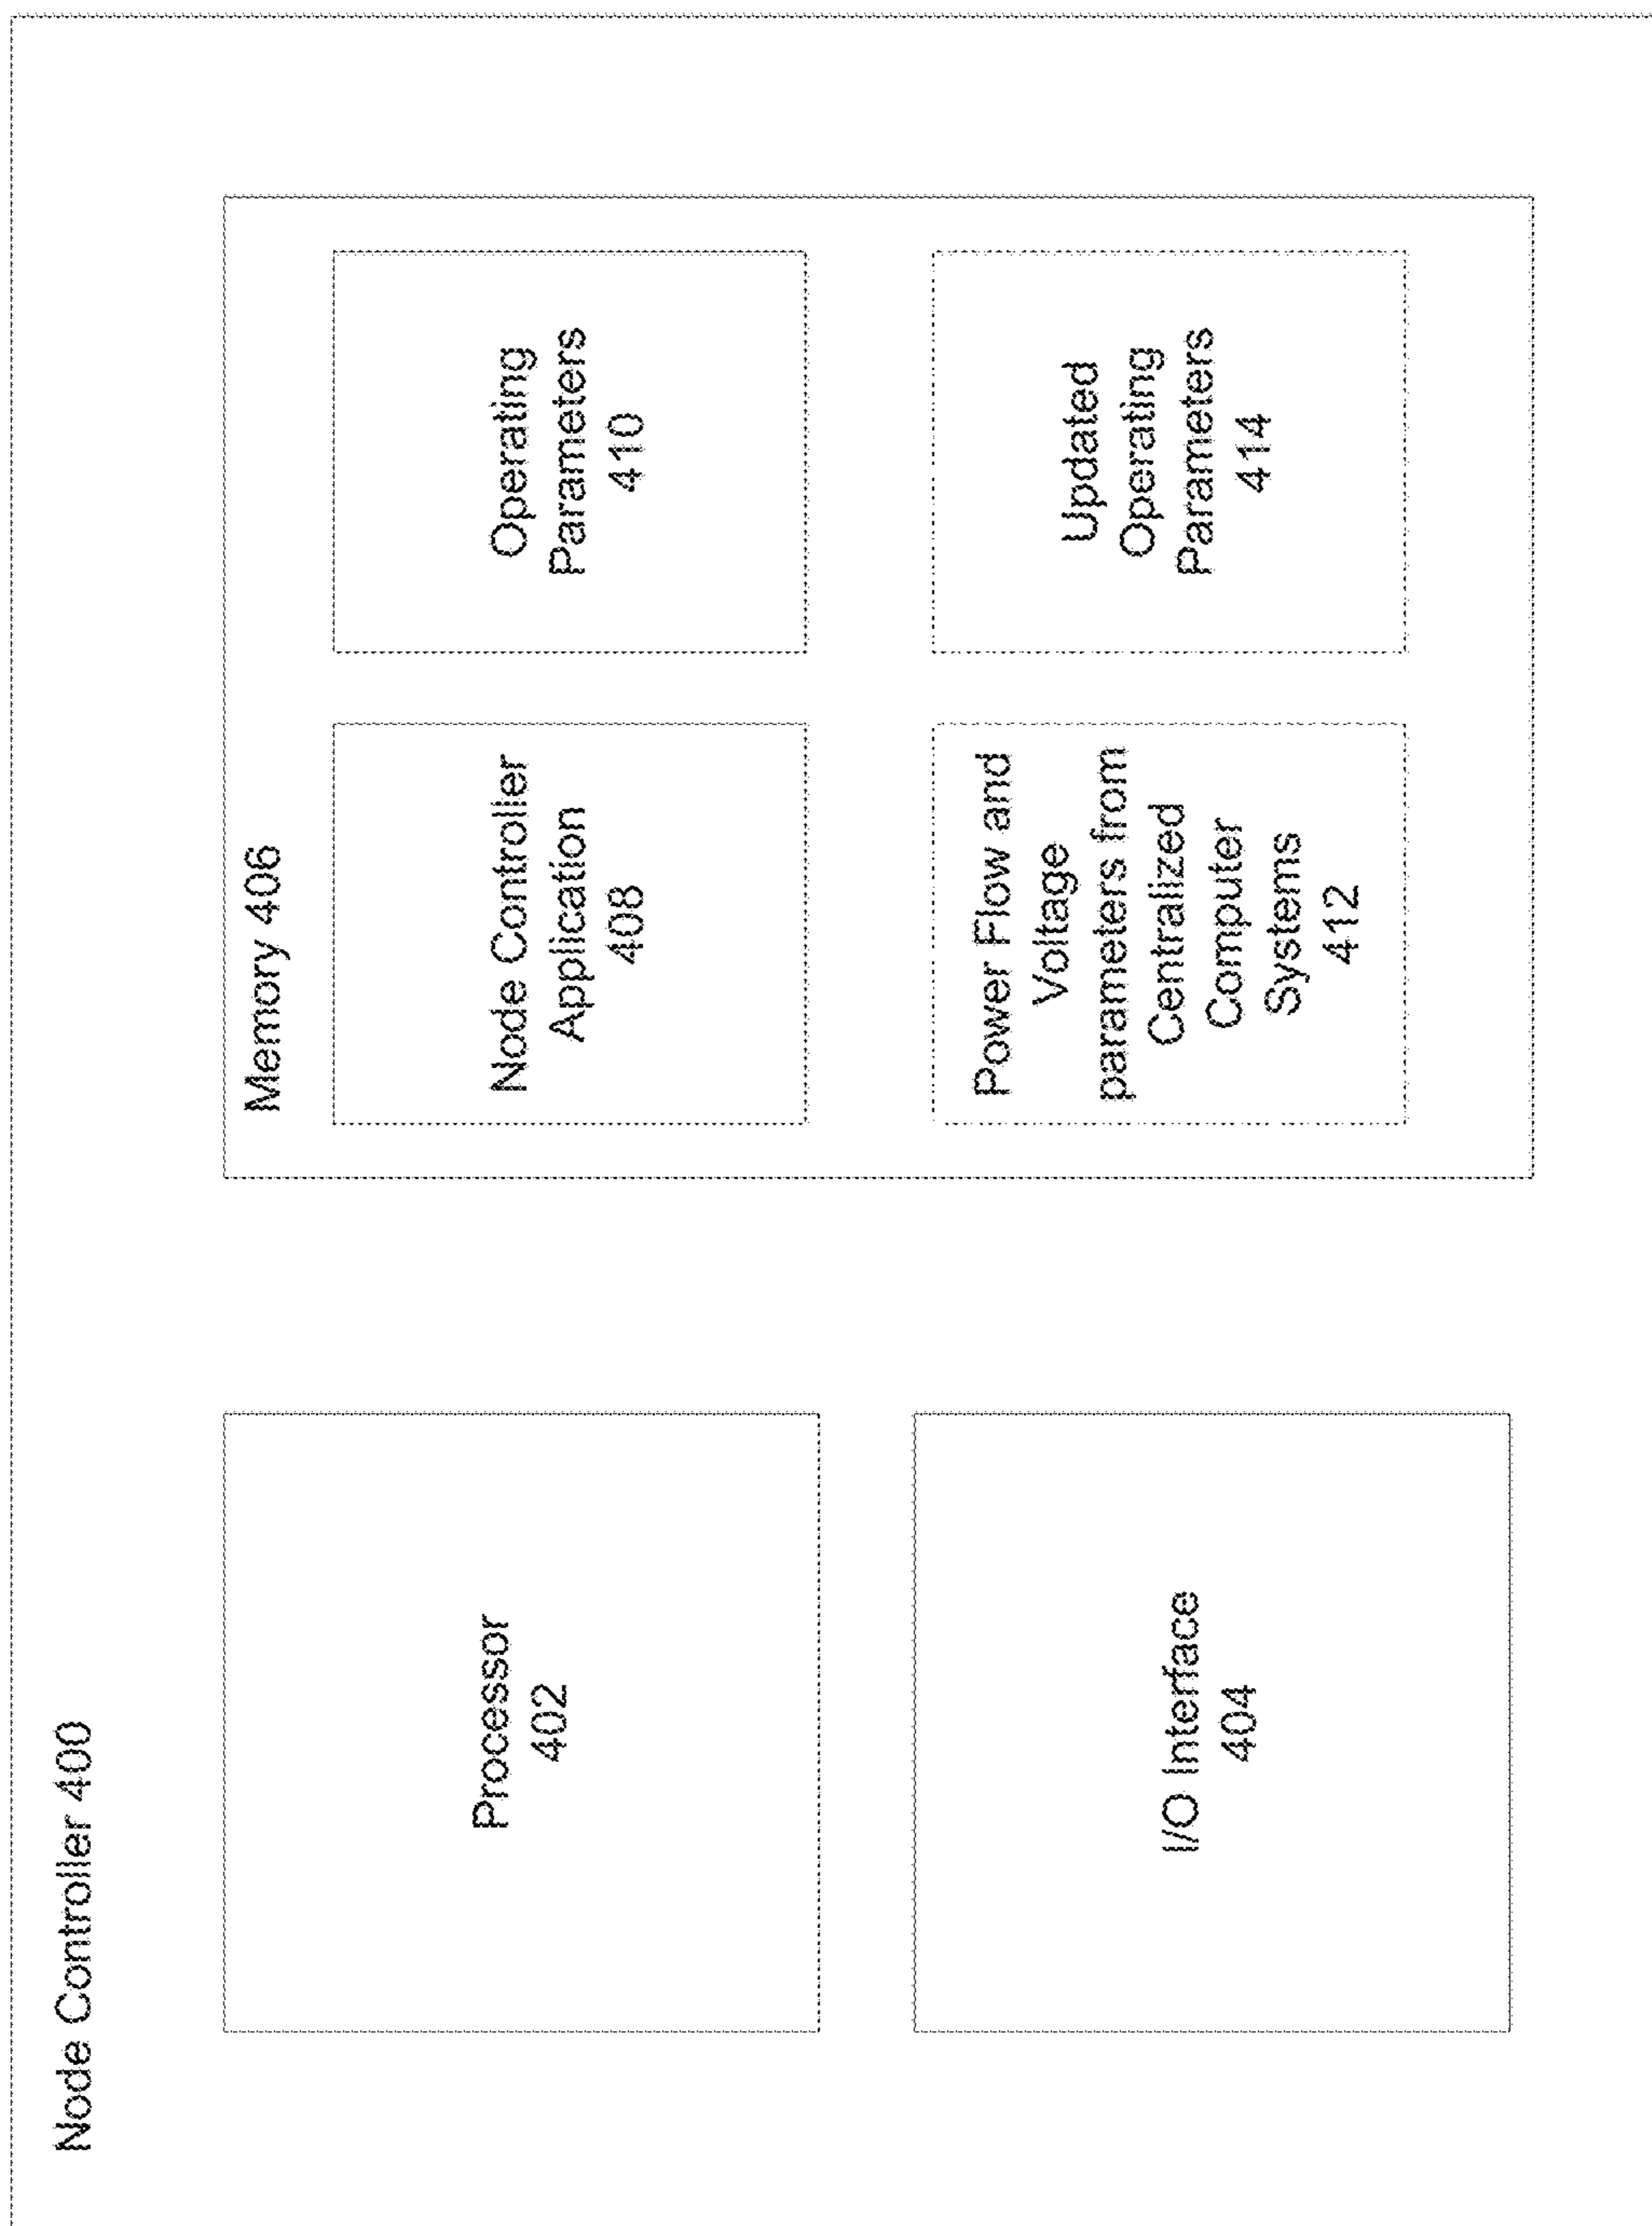 Node Controller 400
Processor
402
I/O Interface
404
Memory 406
Node Controller
Application
408
Operating
Parameters
410
Power Flow and
Voltage
parameters from
Centralized
Computer
Systems
412
Updated
Operating
Parameters
414